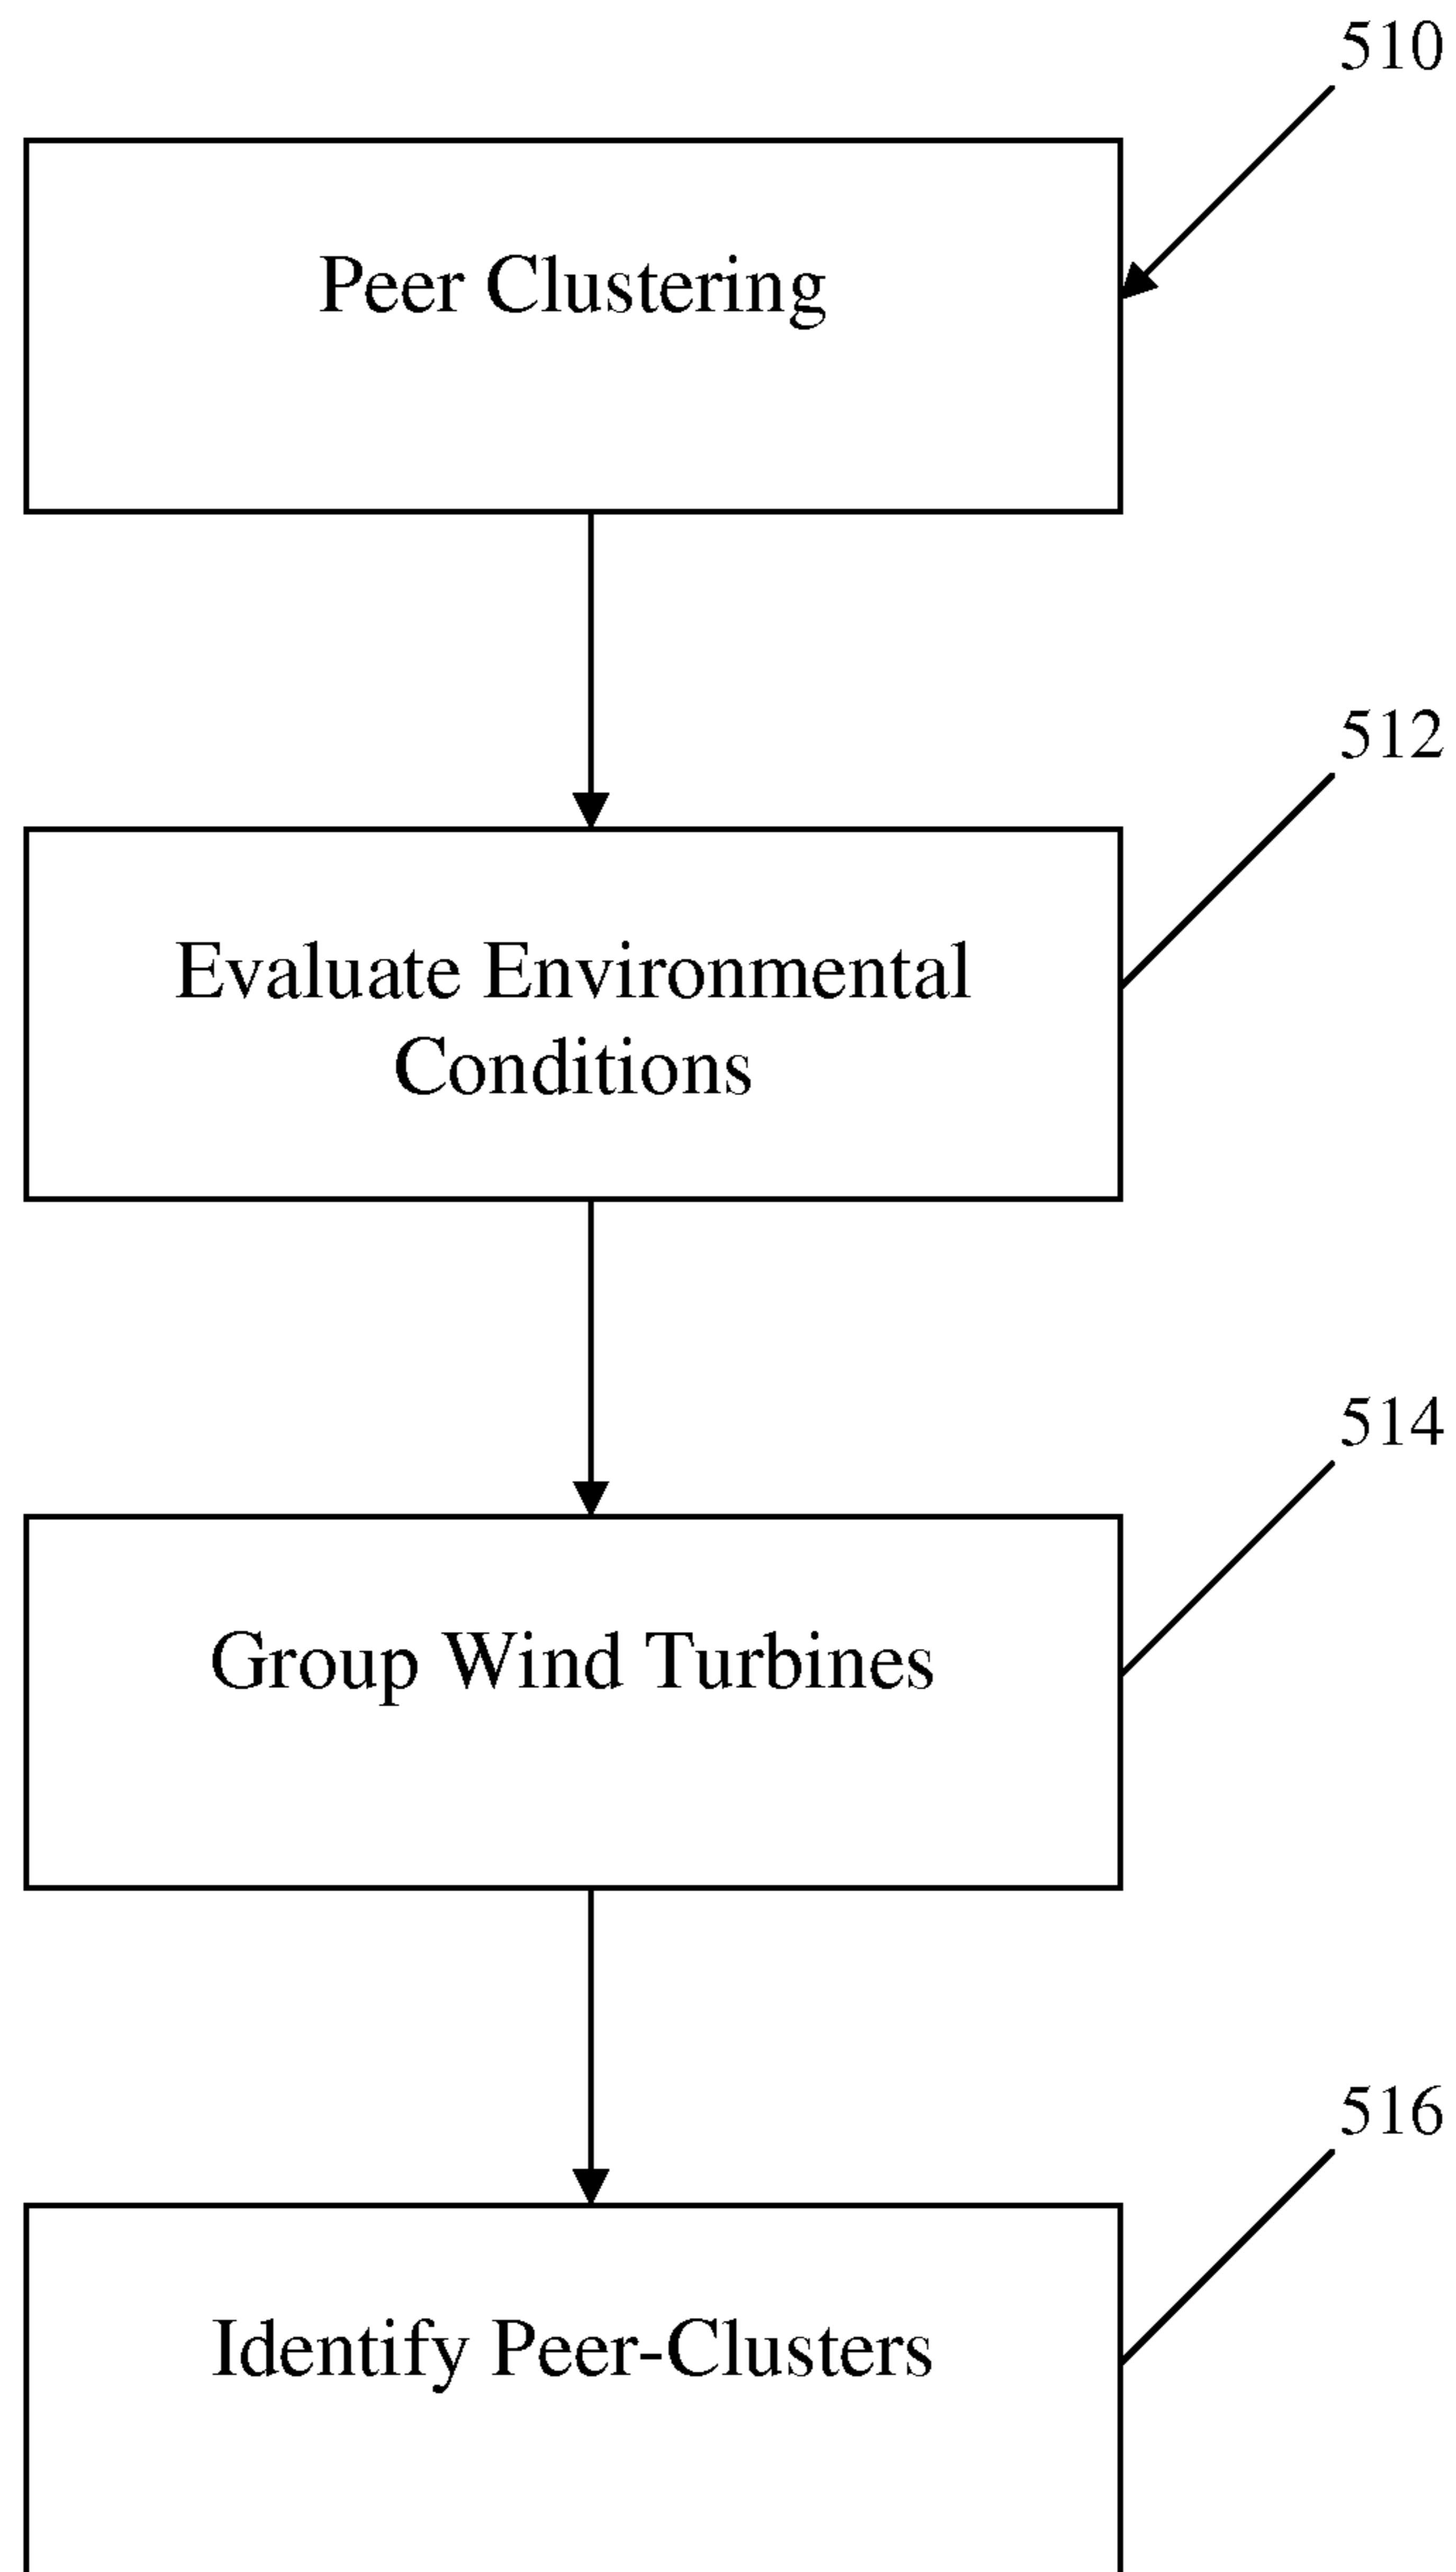 510
Peer Clustering
512
Evaluate Environmental
Conditions
514
Group Wind Turbines
516
Identify Peer-Clusters